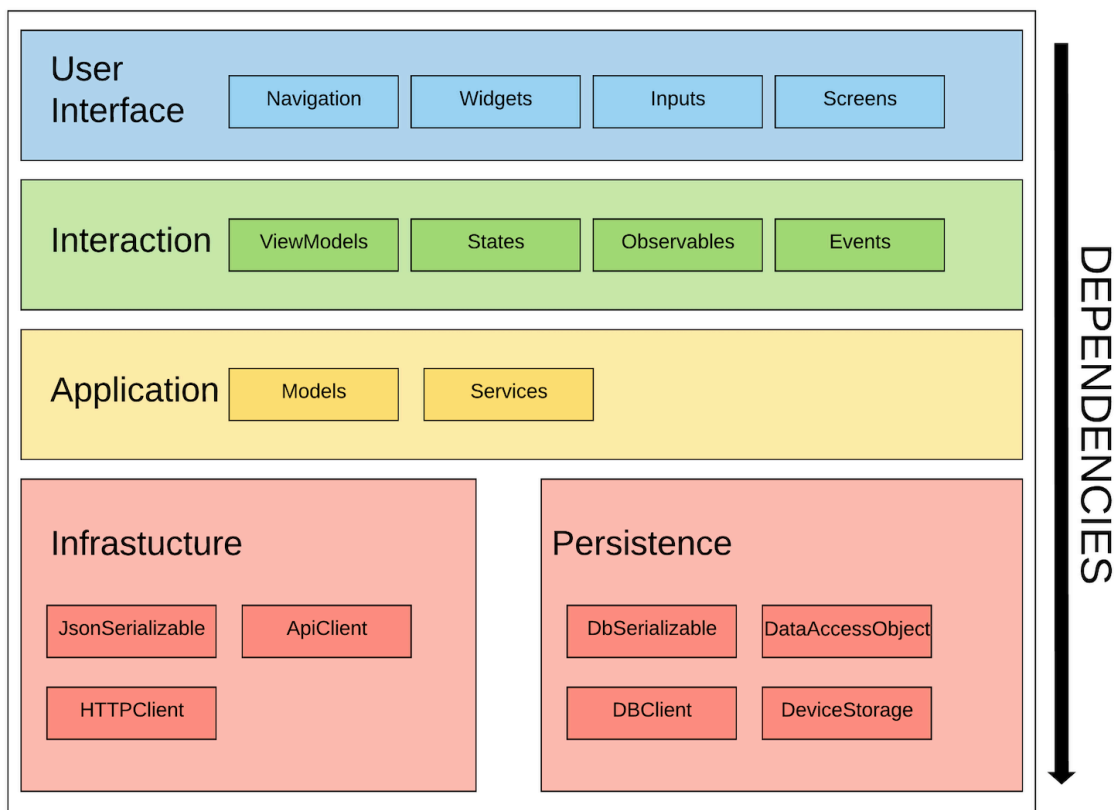 User
Interface
Navigation
Widgets
Inputs
Screens
Interaction
ViewModels
States
Observables
Events
Application
Models
Services
Infrastucture
JsonSerializable
ApiClient
HTTPClient
Persistence
DbSerializable
DataAccessObject
DBClient
DeviceStorage
DEPENDENCIES